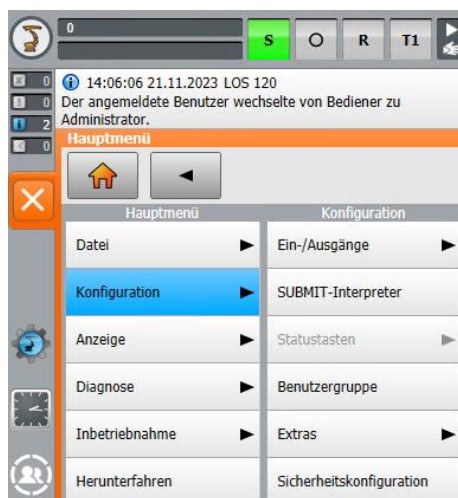 0
S
R
T1
0
14:06:06 21.11.2023 LOS 120
0
Der angemeldete Benutzer wechselte von Bediener zu
2
Administrator.
0
Hauptmenü
Hauptmenü
Konfiguration
Datei
Ein-/Ausgänge
Konfiguration
SUBMIT-Interpreter
Anzeige
Statustasten
Diagnose
Benutzergruppe
Inbetriebnahme
Extras
Herunterfahren
Sicherheitskonfiguration